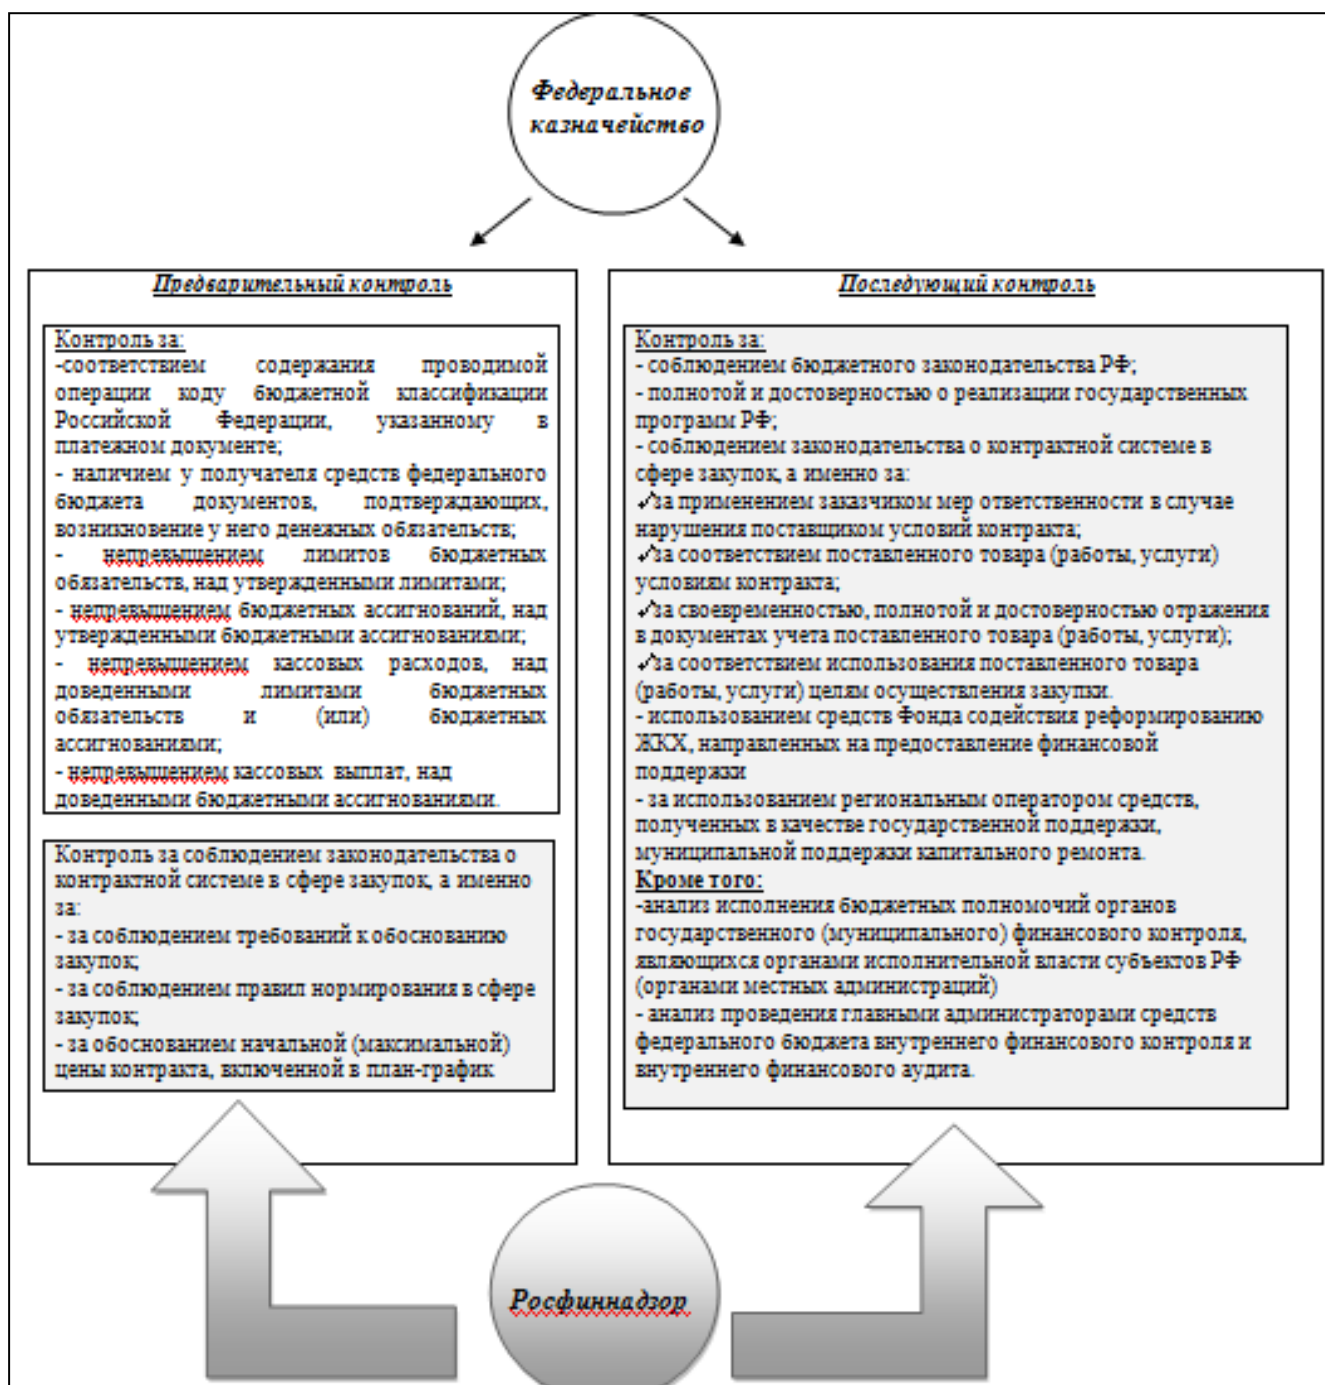 Федеральное
казначейство
Предварительный контроль
Контроль за:
-соответствием содержания проводимой
операции коду бюджетной классификации
Российской Федерации, указанному в
платежном документе;
- наличием у получателя средств федерального
бюджета документов, подтверждающих,
возникновение у него денежных обязательств;
- непревышением лимитов бюджетных
обязательств, над утвержденными лимитами;
- непревышением бюджетных ассигнований, над
утвержденными бюджетными ассигнованиями;
- непревышением кассовых расходов, над
доведенными лимитами бюджетных
обязательств и (или) бюджетных
ассигнованиями;
- непревышением кассовых выплат, над
доведенными бюджетными ассигнованиями.
Контроль за соблюдением законодательства о
контрактной системе в сфере закупок, а именно
за:
- за соблюдением требований к обоснованию
закупок;
- за соблюдением правил нормирования в сфере
закупок;
- за обоснованием начальной (максимальной)
цены контракта, включенной в план-график
Последующий контроль
Контроль за:
- соблюдением бюджетного законодательства РФ;
- полнотой и достоверностью о реализации государственных
программ РФ;
- соблюдением законодательства о контрактной системе в
сфере закупок, а именно за:
✓за применением заказчиком мер ответственности в случае
нарушения поставщиком условий контракта;
✓за соответствием поставленного товара (работы, услуги)
условиям контракта;
✓за своевременностью, полнотой и достоверностью отражения
в документах учета поставленного товара (работы, услуги);
✓за соответствием использования поставленного товара
(работы, услуги) целям осуществления закупки.
- использованием средств Фонда содействия реформированию
ЖКХ, направленных на предоставление финансовой
поддержки
- за использованием региональным оператором средств,
полученных в качестве государственной поддержки,
муниципальной поддержки капитального ремонта.
Кроме того:
-анализ исполнения бюджетных полномочий органов
государственного (муниципального) финансового контроля,
являющихся органами исполнительной власти субъектов РФ
(органами местных администраций)
- анализ проведения главными администраторами средств
федерального бюджета внутреннего финансового контроля и
внутреннего финансового аудита.
Росфиннадзор